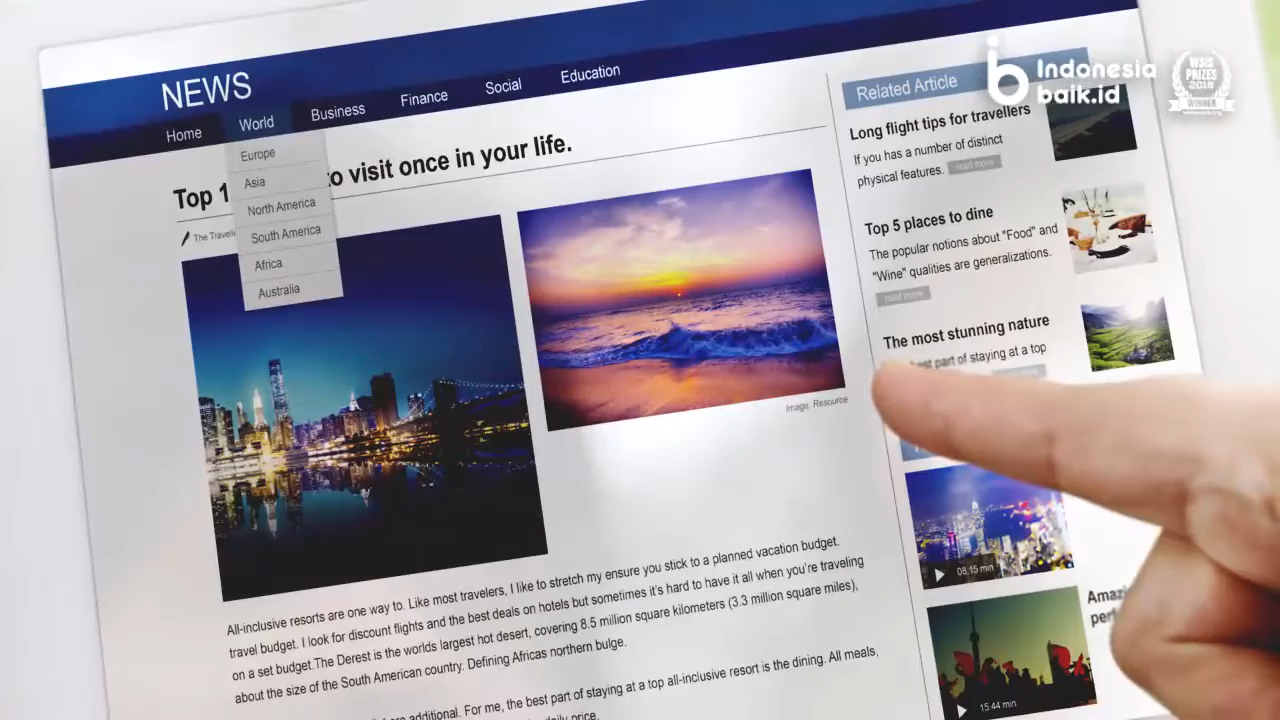 NEWS
Home
World
Business
Finance
Social
Education
Europe
Asia
North America
South America
Africa
Australia
Top 1
to visit once in your life.
The Travelle
Image: Resource
All-inclusive resorts are one way to. Like most travelers, I like to stretch my ensure you stick to a planned vacation budget.
travel budget. I look for discount flights and the best deals on hotels but sometimes it's hard to have it all when you're traveling
on a set budget.The Derest is the worlds largest hot desert, covering 8.5 million square kilometers (3.3 million square miles),
about the size of the South American country. Defining Africas northern bulge.
additional. For me, the best part of staying at a top all-inclusive resort is the dining. All meals,
daily price.
Related Article
Long flight tips for travellers
If you have a number of distinct
physical features.
read more
Top 5 places to dine
The popular notions about "Food" and
"Wine" qualities are generalizations.
read more
The most stunning nature
best part of staying at a top
08.15 min
15:44 min
Amazi
perf
Indonesia
baik.id
WSIS
PRIZES
2018
WINNER